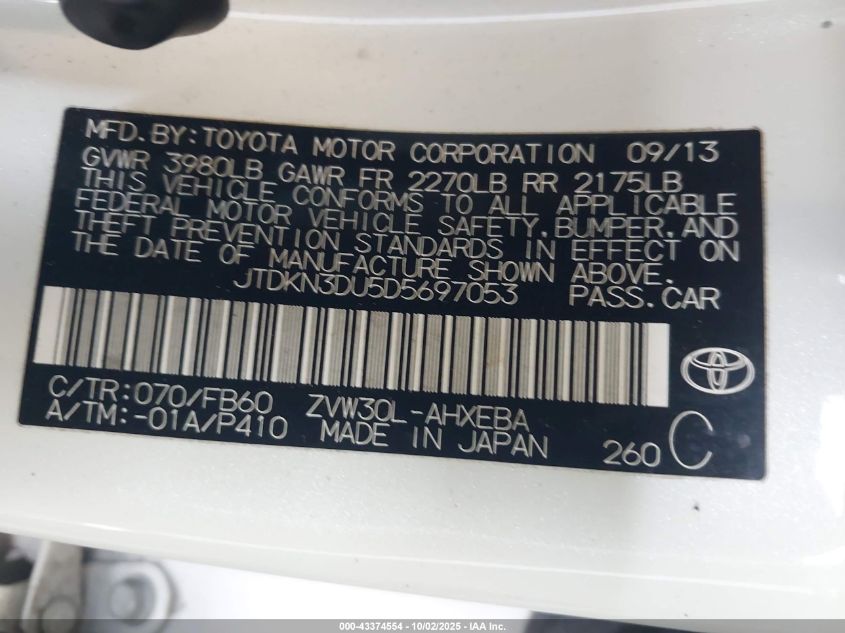 MFD. BY: TOYOTA MOTOR CORPORATION 09/13
GVWR 3980LB GAWR FR 2270LB RR 2175LB
THIS VEHICLE CONFORMS TO ALL APPLICABLE
FEDERAL MOTOR VEHICLE SAFETY, BUMPER, AND
THEFT PREVENTION STANDARDS IN EFFECT ON
THE DATE OF MANUFACTURE SHOWN ABOVE.
JTDKN3DU5D5697053 PASS. CAR
C/TR: 070/FB60 ZVW30L-AHXEBA
A/TM: -01A/P410 MADE IN JAPAN 260 C
000-43374554 - 10/02/2025 - IAA Inc.